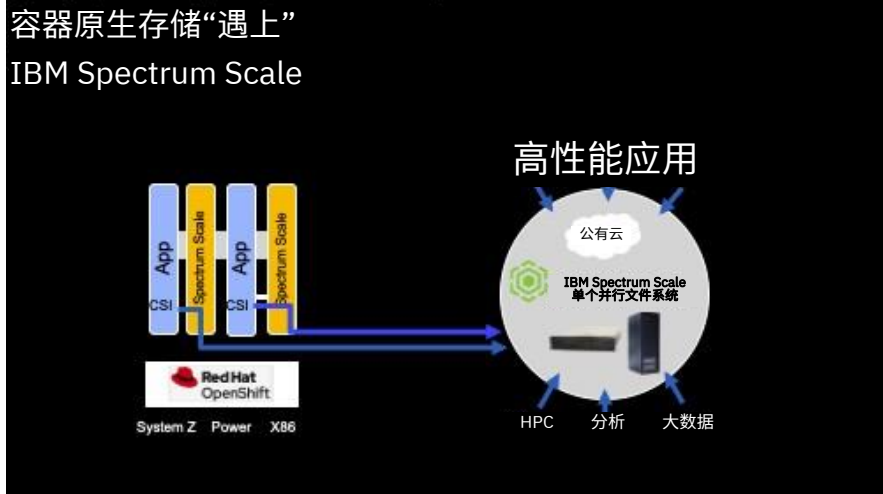 容器原生存储“遇上”
IBM Spectrum Scale
高性能应用
App
CSI
Spectrum Scale
App
CSI
Spectrum Scale
公有云
IBM Spectrum Scale
单个并行文件系统
Red Hat
OpenShift
System Z Power X86
HPC 分析 大数据